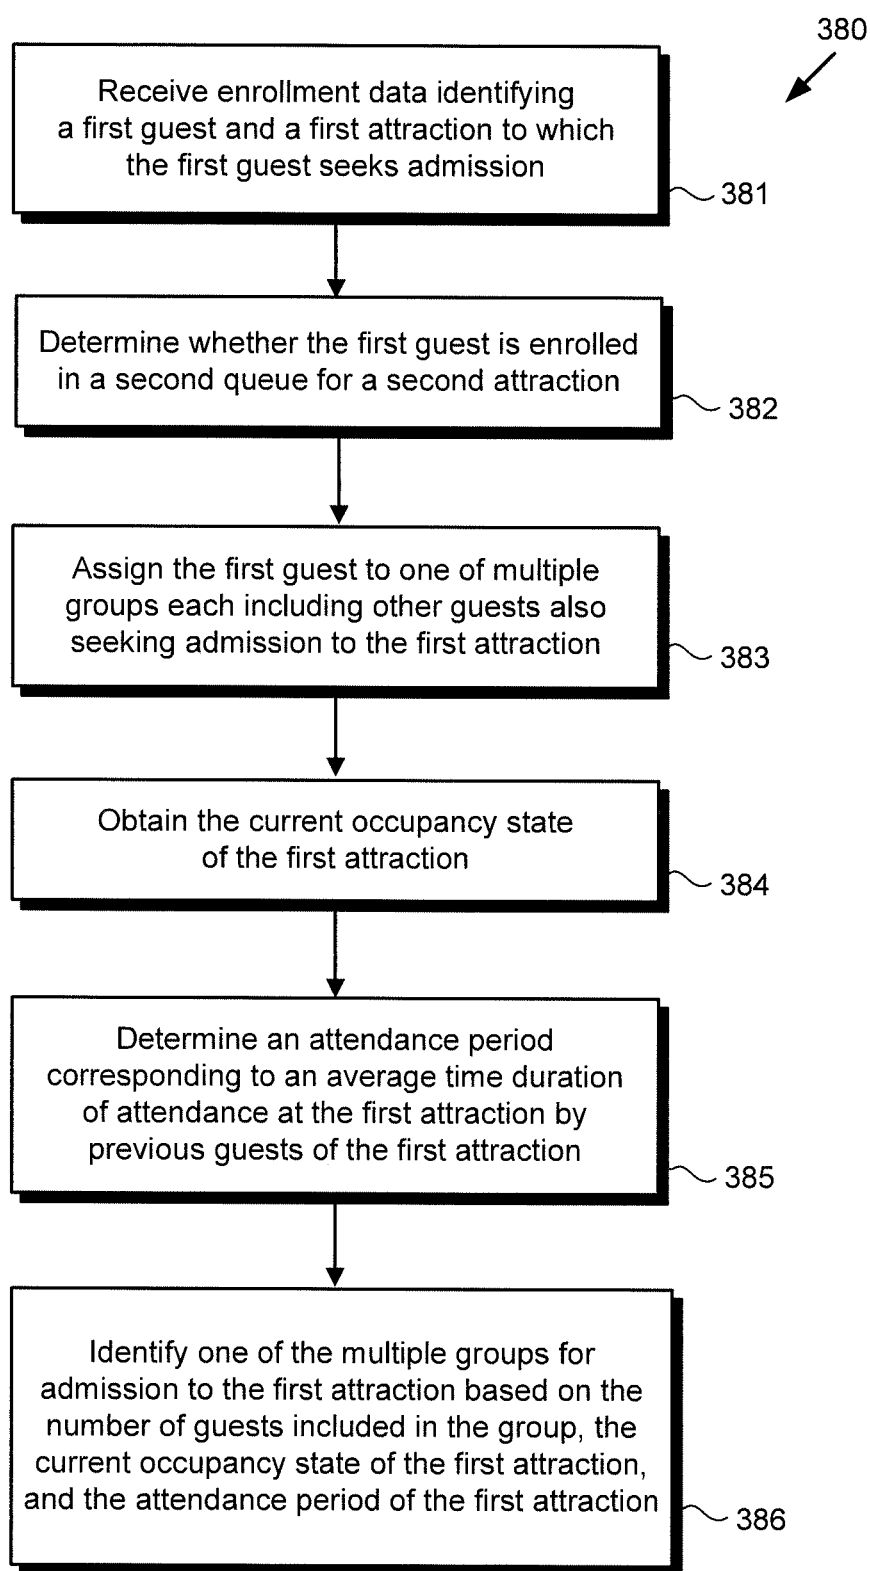 380
Receive enrollment data identifying
a first guest and a first attraction to which
the first guest seeks admission
381
Determine whether the first guest is enrolled
in a second queue for a second attraction
382
Assign the first guest to one of multiple
groups each including other guests also
seeking admission to the first attraction
383
Obtain the current occupancy state
of the first attraction
384
Determine an attendance period
corresponding to an average time duration
of attendance at the first attraction by
previous guests of the first attraction
385
Identify one of the multiple groups for
admission to the first attraction based on the
number of guests included in the group, the
current occupancy state of the first attraction,
and the attendance period of the first attraction
386